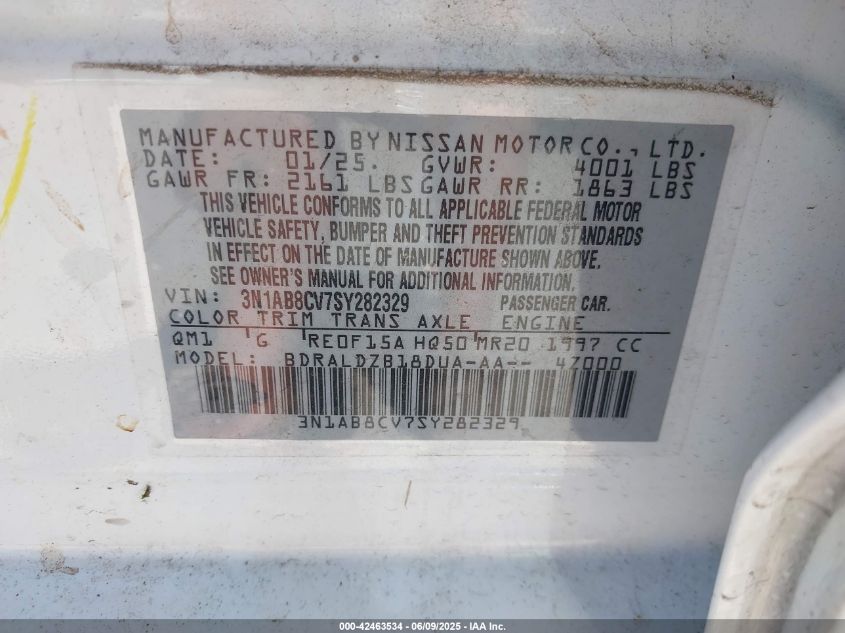 MANUFACTURED BY NISSAN MOTOR CO., LTD.
DATE: 01/25. GVWR: 4001 LBS
GAWR FR: 2161 LBS GAWR RR: 1863 LBS
THIS VEHICLE CONFORMS TO ALL APPLICABLE FEDERAL MOTOR
VEHICLE SAFETY, BUMPER AND THEFT PREVENTION STANDARDS
IN EFFECT ON THE DATE OF MANUFACTURE SHOWN ABOVE.
SEE OWNER'S MANUAL FOR ADDITIONAL INFORMATION.
VIN: 3N1AB8CV7SY282329 PASSENGER CAR.
COLOR TRIM TRANS AXLE ENGINE
QM1 G RE0F15A HQ50 MR20 1997 CC
MODEL: BDRALDZB18DUA-AA-- 4Z000
3N1AB8CV7SY282329
000-42463534 - 06/09/2025 - IAA Inc.